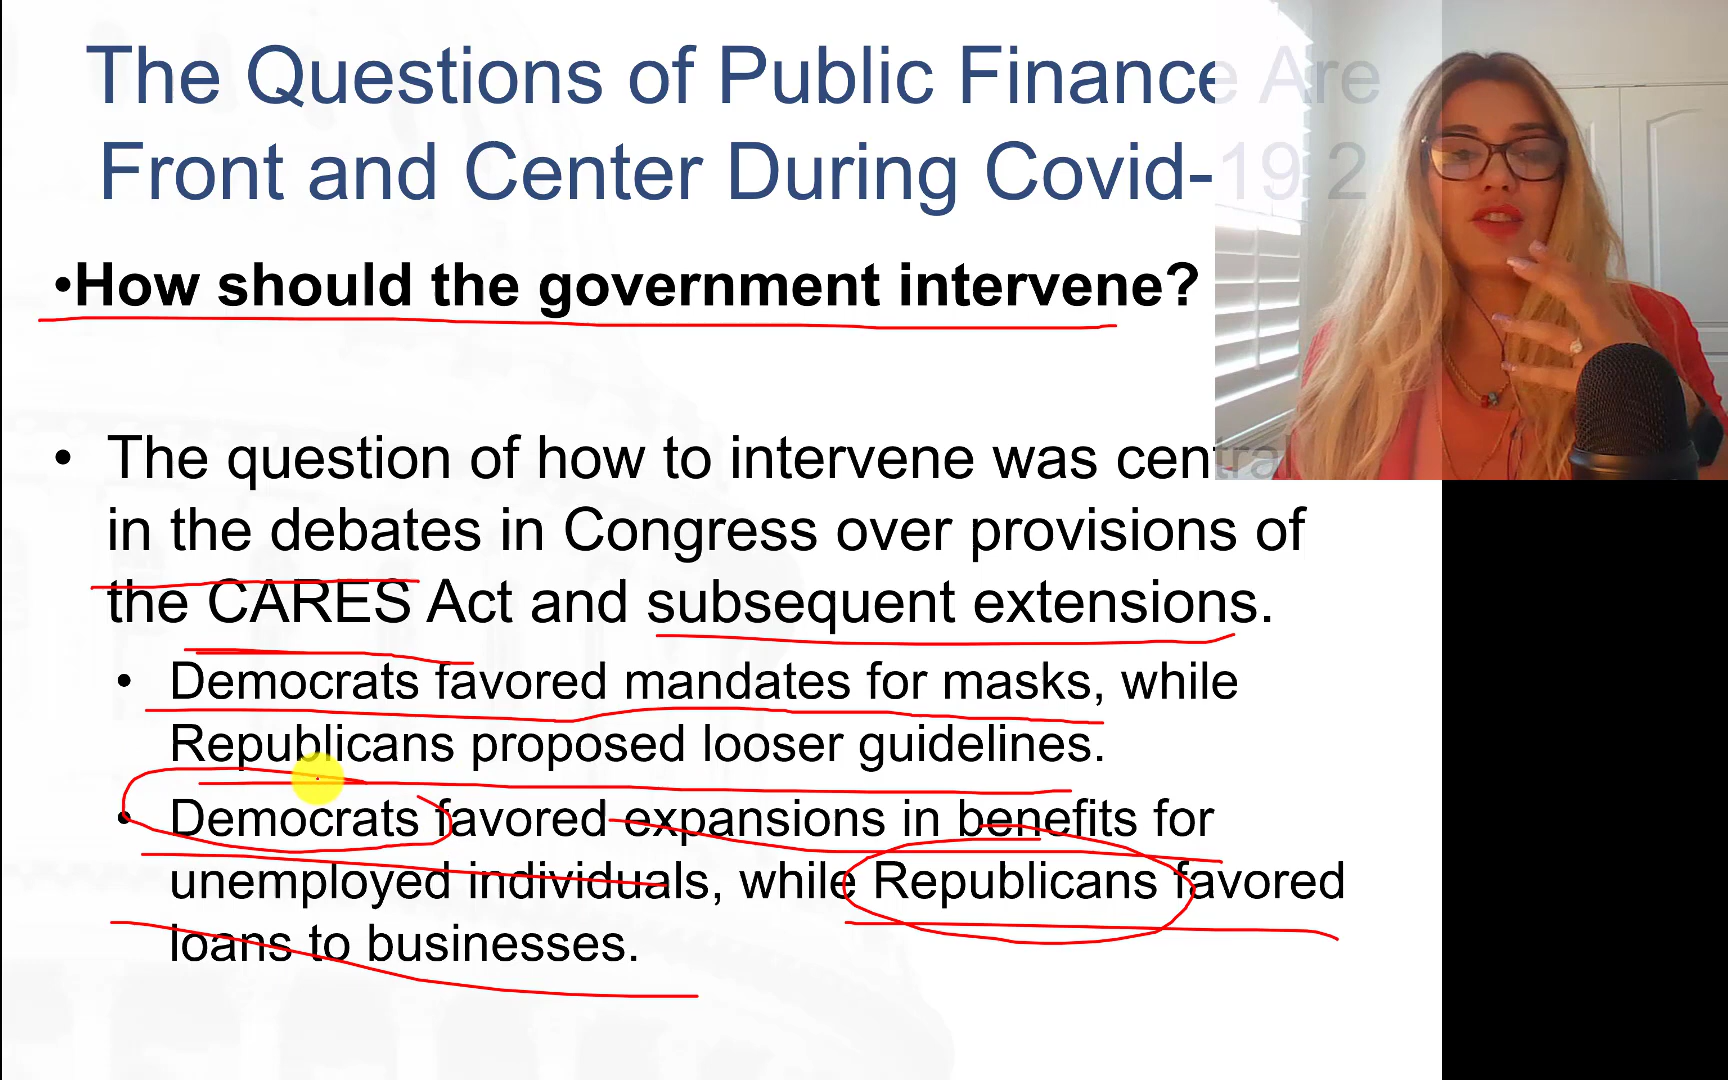 The Questions of Public Finance Are
Front and Center During Covid-19 2
•How should the government intervene?
• The question of how to intervene was central
in the debates in Congress over provisions of
the CARES Act and subsequent extensions.
• Democrats favored mandates for masks, while
Republicans proposed looser guidelines.
• Democrats favored expansions in benefits for
unemployed individuals, while Republicans favored
loans to businesses.